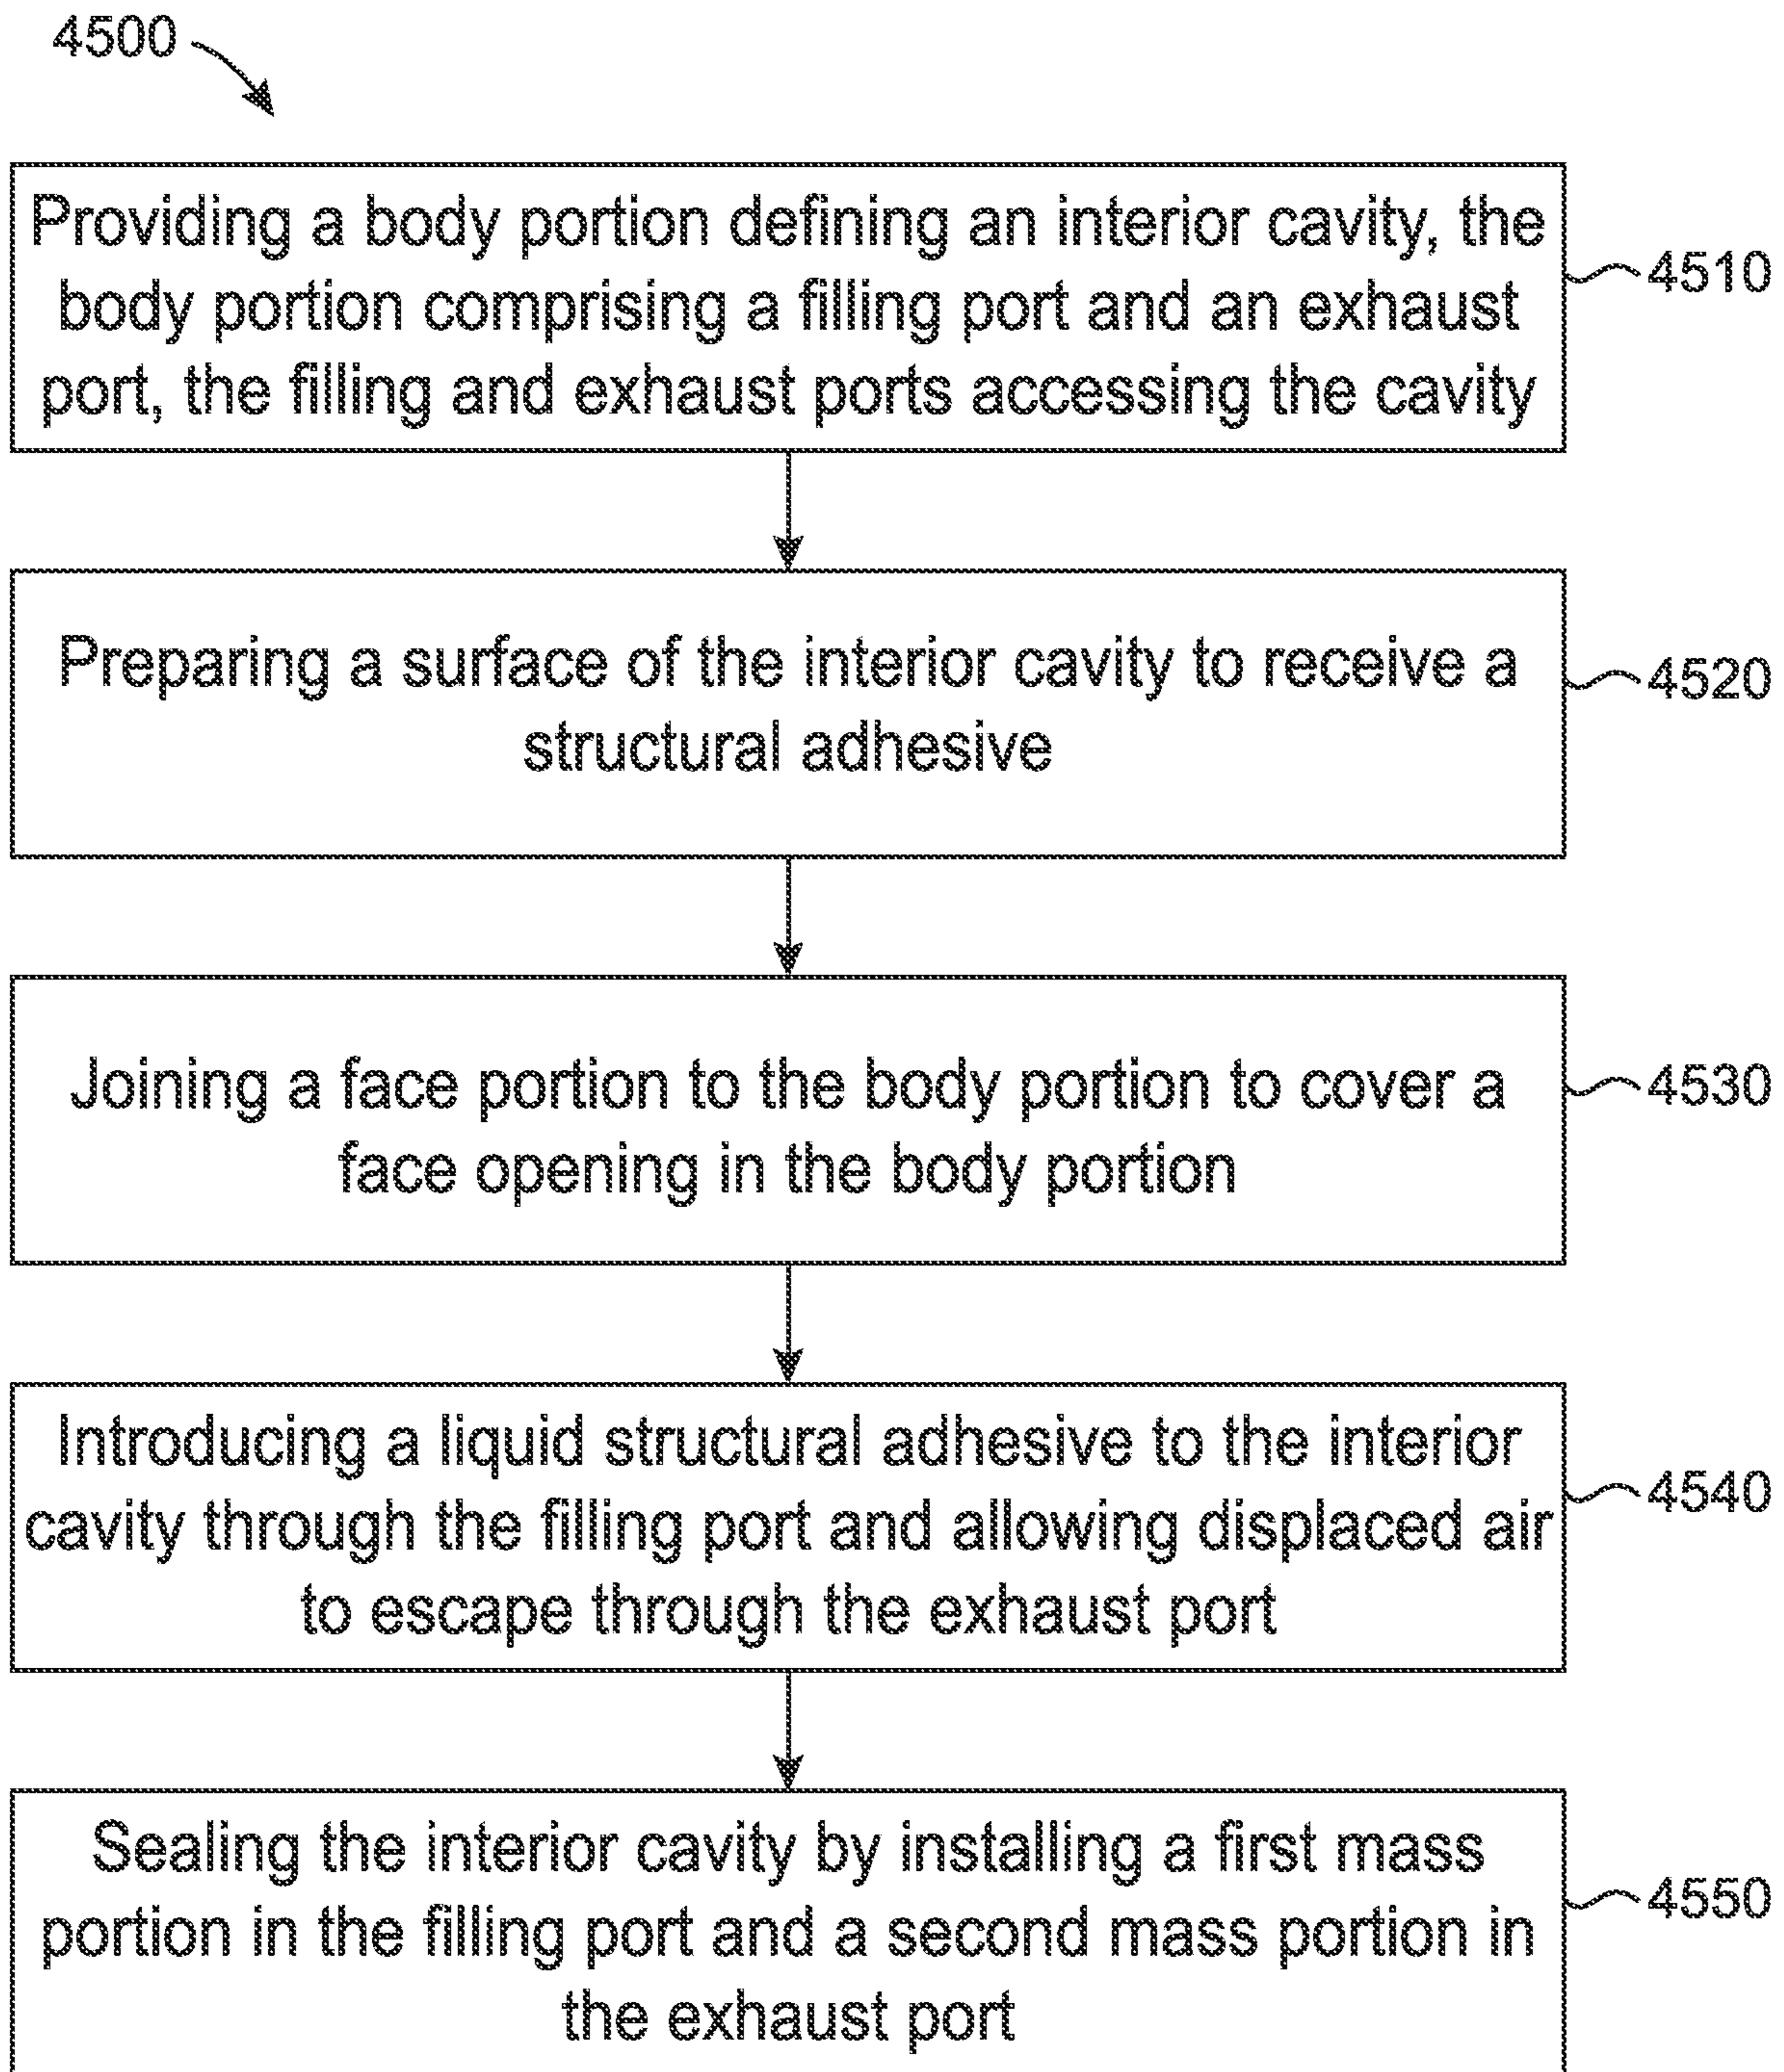 4500
Providing a body portion defining an interior cavity, the
body portion comprising a filling port and an exhaust
port, the filling and exhaust ports accessing the cavity
4510
Preparing a surface of the interior cavity to receive a
structural adhesive
4520
Joining a face portion to the body portion to cover a
face opening in the body portion
4530
Introducing a liquid structural adhesive to the interior
cavity through the filling port and allowing displaced air
to escape through the exhaust port
4540
Sealing the interior cavity by installing a first mass
portion in the filling port and a second mass portion in
the exhaust port
4550